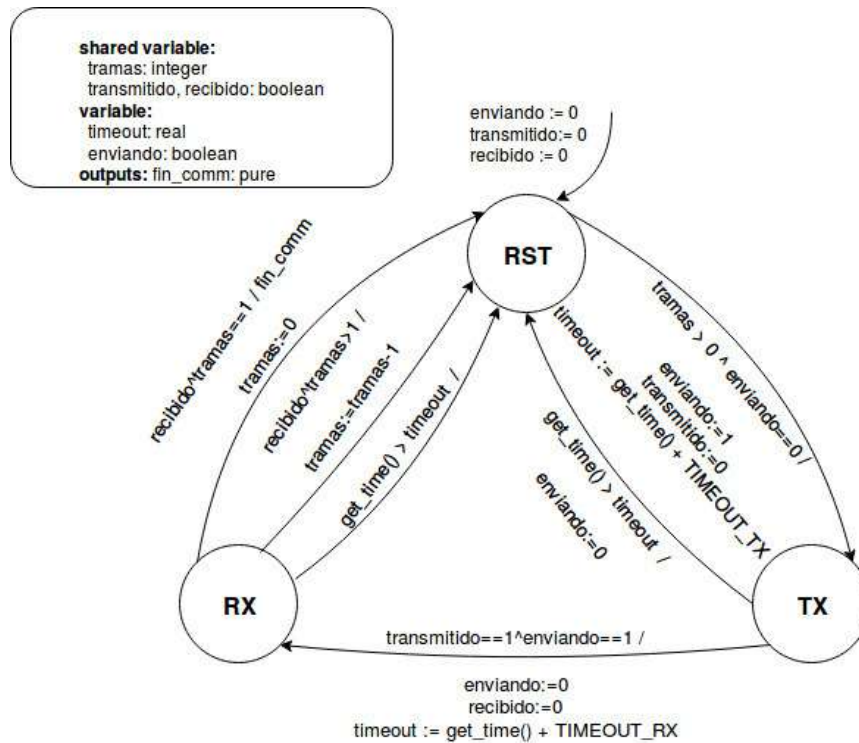 shared variable:
tramas: integer
transmitido, recibido: boolean
variable:
timeout: real
enviando: boolean
outputs: fin_comm: pure
enviando := 0
transmitido:= 0
recibido := 0
RST
recibido^tramas==1 / fin_comm
tramas:=0
recibido^tramas>1 /
tramas:=tramas-1
get_time() > timeout /
tramas > 0 ^ enviando==0 /
enviando:=1
transmitido:=0
timeout := get_time() + TIMEOUT_TX
get_time() > timeout /
enviando:=0
RX
TX
transmitido==1^enviando==1 /
enviando:=0
recibido:=0
timeout := get_time() + TIMEOUT_RX